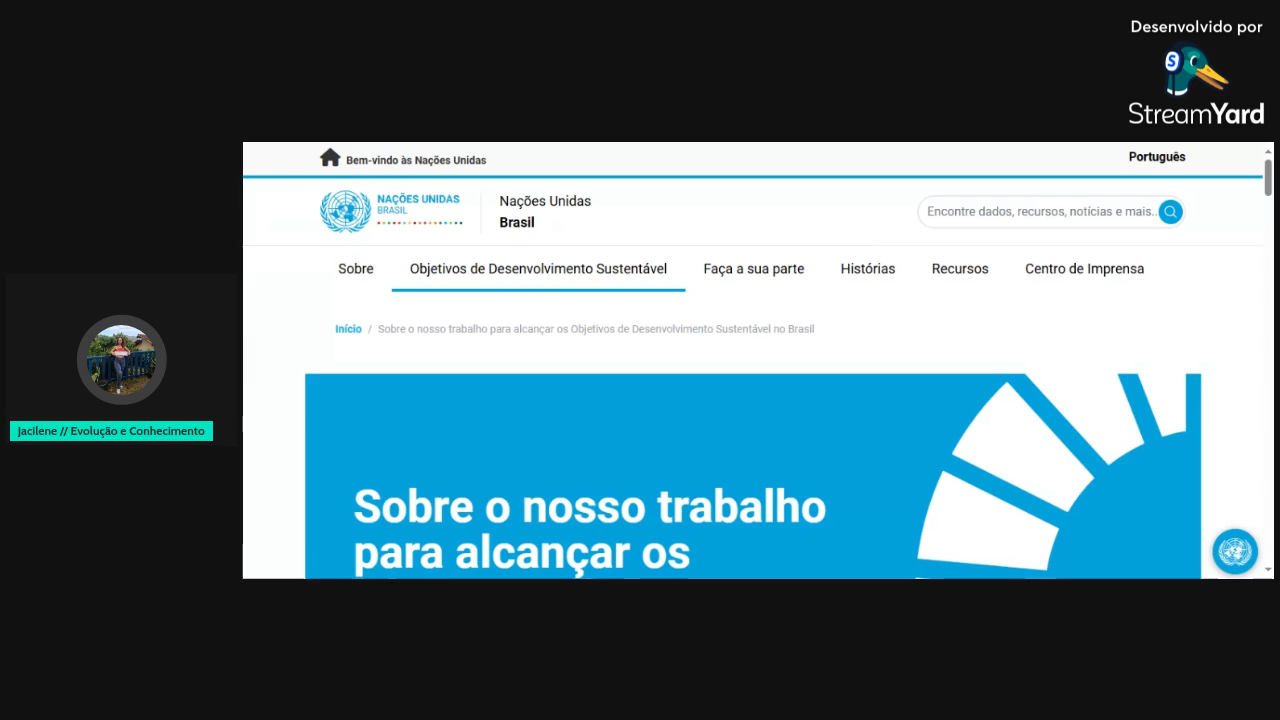 Desenvolvido por
S
StreamYard
Bem-vindo às Nações Unidas
Português
NAÇÕES UNIDAS
BRASIL
Nações Unidas
Brasil
Encontre dados, recursos, notícias e mais...
Sobre
Objetivos de Desenvolvimento Sustentável
Faça a sua parte
Histórias
Recursos
Centro de Imprensa
Início / Sobre o nosso trabalho para alcançar os Objetivos de Desenvolvimento Sustentável no Brasil
Sobre o nosso trabalho
para alcançar os
Jacilene // Evolução e Conhecimento